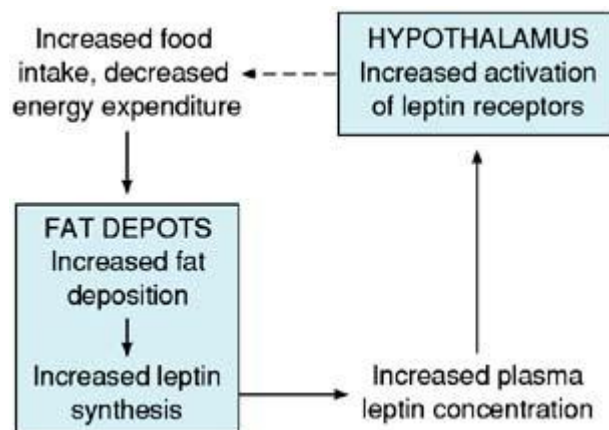 Increased food
intake, decreased
energy expenditure
HYPOTHALAMUS
Increased activation
of leptin receptors
FAT DEPOTS
Increased fat
deposition
Increased leptin
synthesis
Increased plasma
leptin concentration